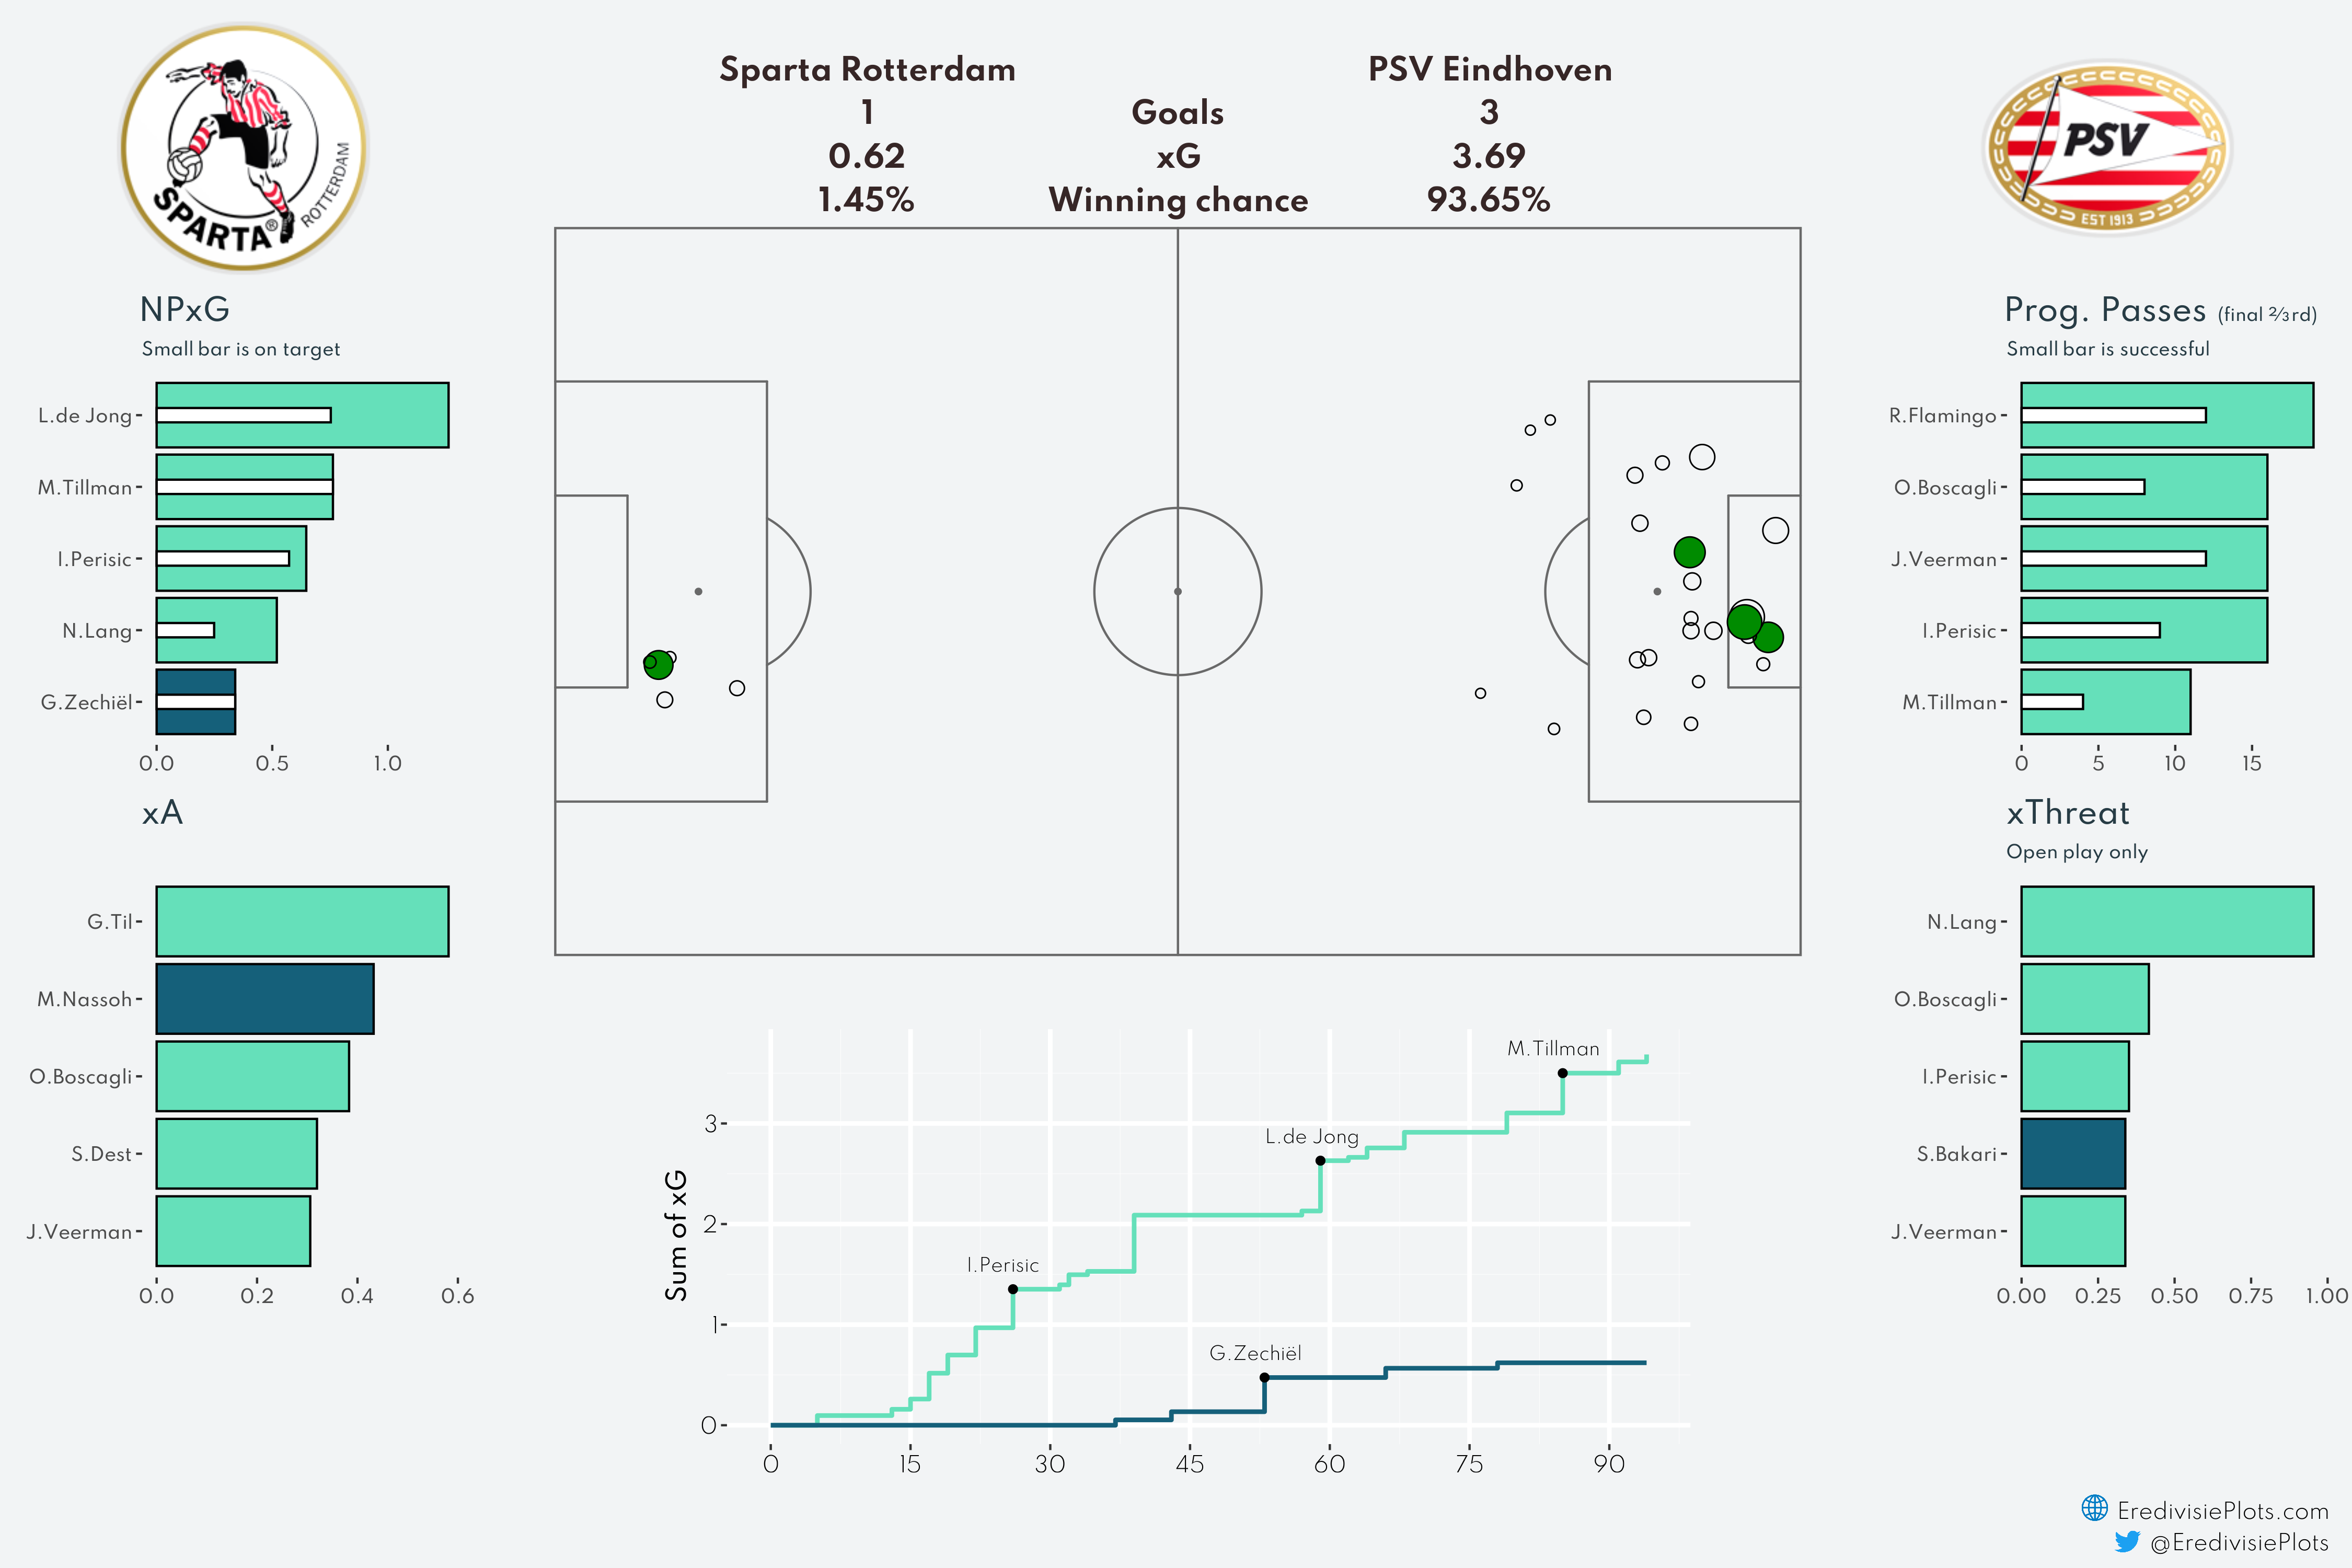 Sparta Rotterdam
PSV Eindhoven
1
Goals
3
0.62
xG
3.69
1.45%
Winning chance
93.65%
SPARTA®
ROTTERDAM
PSV
EST 1913
NPxG
Small bar is on target
L.de Jong
M.Tillman
I.Perisic
N.Lang
G.Zechiël
0.0 0.5 1.0
xA
G.Til
M.Nassoh
O.Boscagli
S.Dest
J.Veerman
0.0 0.2 0.4 0.6
Sum of xG
3
2
1
0
M.Tillman
L.de Jong
I.Perisic
G.Zechiël
0 15 30 45 60 75 90
Prog. Passes (final ⅔rd)
Small bar is successful
R.Flamingo
O.Boscagli
J.Veerman
I.Perisic
M.Tillman
0 5 10 15
xThreat
Open play only
N.Lang
O.Boscagli
I.Perisic
S.Bakari
J.Veerman
0.00 0.25 0.50 0.75 1.00
EredivisiePlots.com
@EredivisiePlots